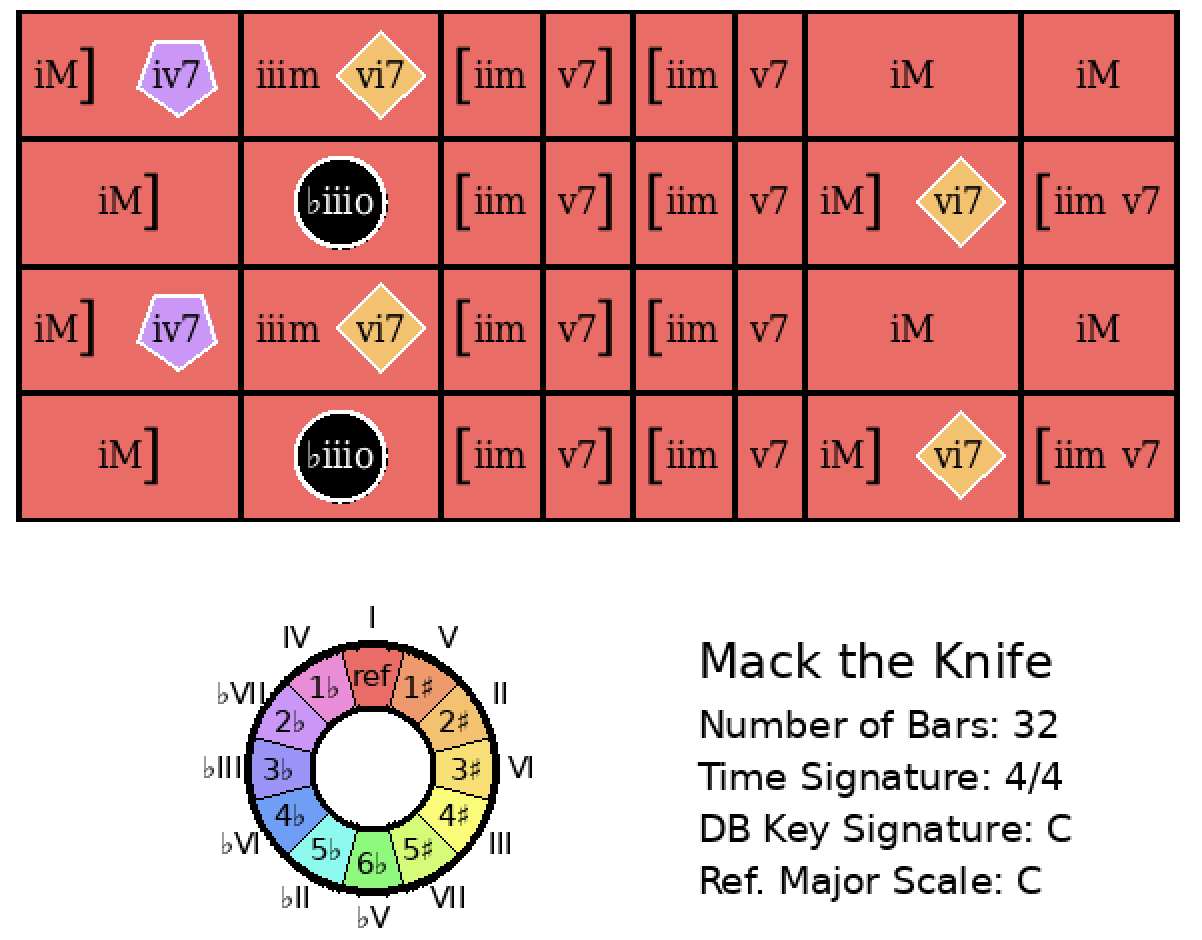 iM] iv7 iiim vi7 [iim v7] [iim v7 iM iM
iM] ♭iiio [iim v7] [iim v7 iM] vi7 [iim v7
iM] iv7 iiim vi7 [iim v7] [iim v7 iM iM
iM] ♭iiio [iim v7] [iim v7 iM] vi7 [iim v7
I
IV V
♭VII II
♭III VI
♭VI III
♭II VII
♭V
ref
1♭ 1♯
2♭ 2♯
3♭ 3♯
4♭ 4♯
5♭ 5♯
6♭
Mack the Knife
Number of Bars: 32
Time Signature: 4/4
DB Key Signature: C
Ref. Major Scale: C